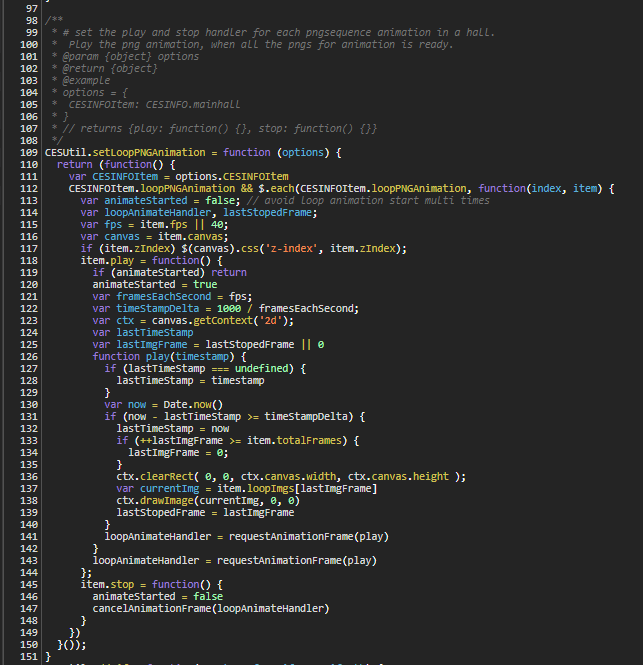 97
98 /**
99  * # set the play and stop handler for each pngsequence animation in a hall.
100  *  Play the png animation, when all the pngs for animation is ready.
101  * @param {object} options
102  * @return {object}
103  * @example
104  * options = {
105  *  CESINFOItem: CESINFO.mainhall
106  * }
107  * // returns {play: function() {}, stop: function() {}}
108  */
109 CESUtil.setLoopPNGAnimation = function (options) {
110   return (function() {
111     var CESINFOItem = options.CESINFOItem
112     CESINFOItem.loopPNGAnimation && $.each(CESINFOItem.loopPNGAnimation, function(index, item) {
113       var animateStarted = false; // avoid loop animation start multi times
114       var loopAnimateHandler, lastStopedFrame;
115       var fps = item.fps || 40;
116       var canvas = item.canvas;
117       if (item.zIndex) $(canvas).css('z-index', item.zIndex);
118       item.play = function() {
119         if (animateStarted) return
120         animateStarted = true
121         var framesEachSecond = fps;
122         var timeStampDelta = 1000 / framesEachSecond;
123         var ctx = canvas.getContext('2d');
124         var lastTimeStamp
125         var lastImgFrame = lastStopedFrame || 0
126         function play(timestamp) {
127           if (lastTimeStamp === undefined) {
128             lastTimeStamp = timestamp
129           }
130           var now = Date.now()
131           if (now - lastTimeStamp >= timeStampDelta) {
132             lastTimeStamp = now
133             if (++lastImgFrame >= item.totalFrames) {
134               lastImgFrame = 0;
135             }
136             ctx.clearRect( 0, 0, ctx.canvas.width, ctx.canvas.height );
137             var currentImg = item.loopImgs[lastImgFrame]
138             ctx.drawImage(currentImg, 0, 0)
139             lastStopedFrame = lastImgFrame
140           }
141           loopAnimateHandler = requestAnimationFrame(play)
142         }
143         loopAnimateHandler = requestAnimationFrame(play)
144       };
145       item.stop = function() {
146         animateStarted = false
147         cancelAnimationFrame(loopAnimateHandler)
148       }
149     })
150   }());
151 }